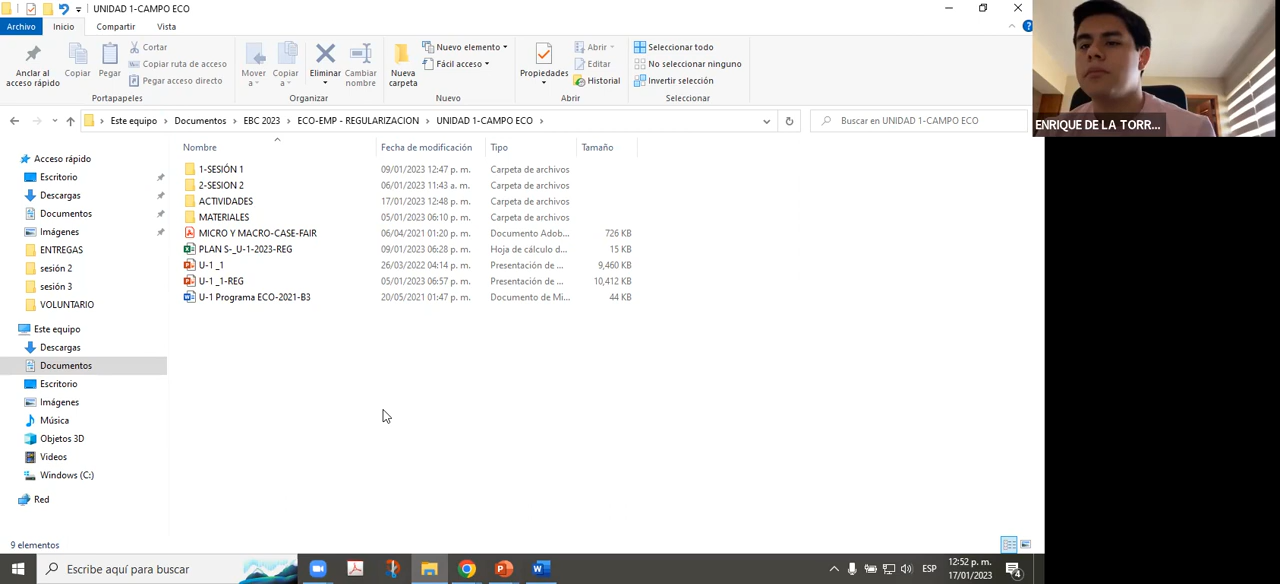 UNIDAD 1-CAMPO ECO
Archivo Inicio Compartir Vista
Anclar al acceso rápido
Copiar
Pegar
Cortar
Copiar ruta de acceso
Pegar acceso directo
Portapapeles
Mover a
Copiar a
Eliminar
Cambiar nombre
Organizar
Nueva carpeta
Nuevo elemento
Fácil acceso
Nuevo
Propiedades
Abrir
Editar
Historial
Abrir
Seleccionar todo
No seleccionar ninguno
Invertir selección
Seleccionar
Este equipo Documentos EBC 2023 ECO-EMP - REGULARIZACION UNIDAD 1-CAMPO ECO
Buscar en UNIDAD 1-CAMPO ECO
ENRIQUE DE LA TORR...
Acceso rápido
Escritorio
Descargas
Documentos
Imágenes
ENTREGAS
sesión 2
sesión 3
VOLUNTARIO
Este equipo
Descargas
Documentos
Escritorio
Imágenes
Música
Objetos 3D
Videos
Windows (C:)
Red
Nombre Fecha de modificación Tipo Tamaño
1-SESIÓN 1 09/01/2023 12:47 p. m. Carpeta de archivos
2-SESION 2 06/01/2023 11:43 a. m. Carpeta de archivos
ACTIVIDADES 17/01/2023 12:48 p. m. Carpeta de archivos
MATERIALES 05/01/2023 06:10 p. m. Carpeta de archivos
MICRO Y MACRO-CASE-FAIR 06/04/2021 01:20 p. m. Documento Adob... 726 KB
PLAN S-_U-1-2023-REG 09/01/2023 06:28 p. m. Hoja de cálculo d... 15 KB
U-1 _1 26/03/2022 04:14 p. m. Presentación de ... 9,460 KB
U-1 _1-REG 05/01/2023 06:57 p. m. Presentación de ... 10,412 KB
U-1 Programa ECO-2021-B3 20/05/2021 01:47 p. m. Documento de Mi... 44 KB
9 elementos
Escribe aquí para buscar
ESP
12:52 p. m.
17/01/2023
4